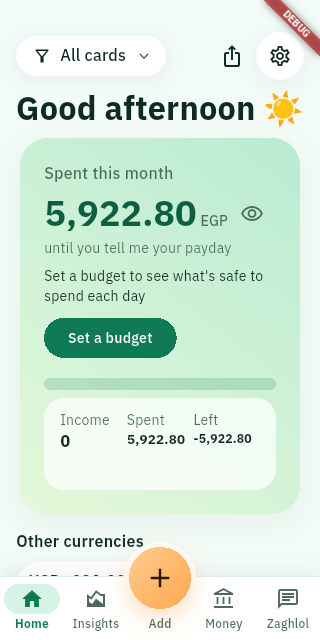 DEBUG
All cards
Good afternoon ☀️
Spent this month
5,922.80 EGP
until you tell me your payday
Set a budget to see what's safe to
spend each day
Set a budget
Income Spent Left
0 5,922.80 -5,922.80
Other currencies
Home Insights Add Money Zaghlol